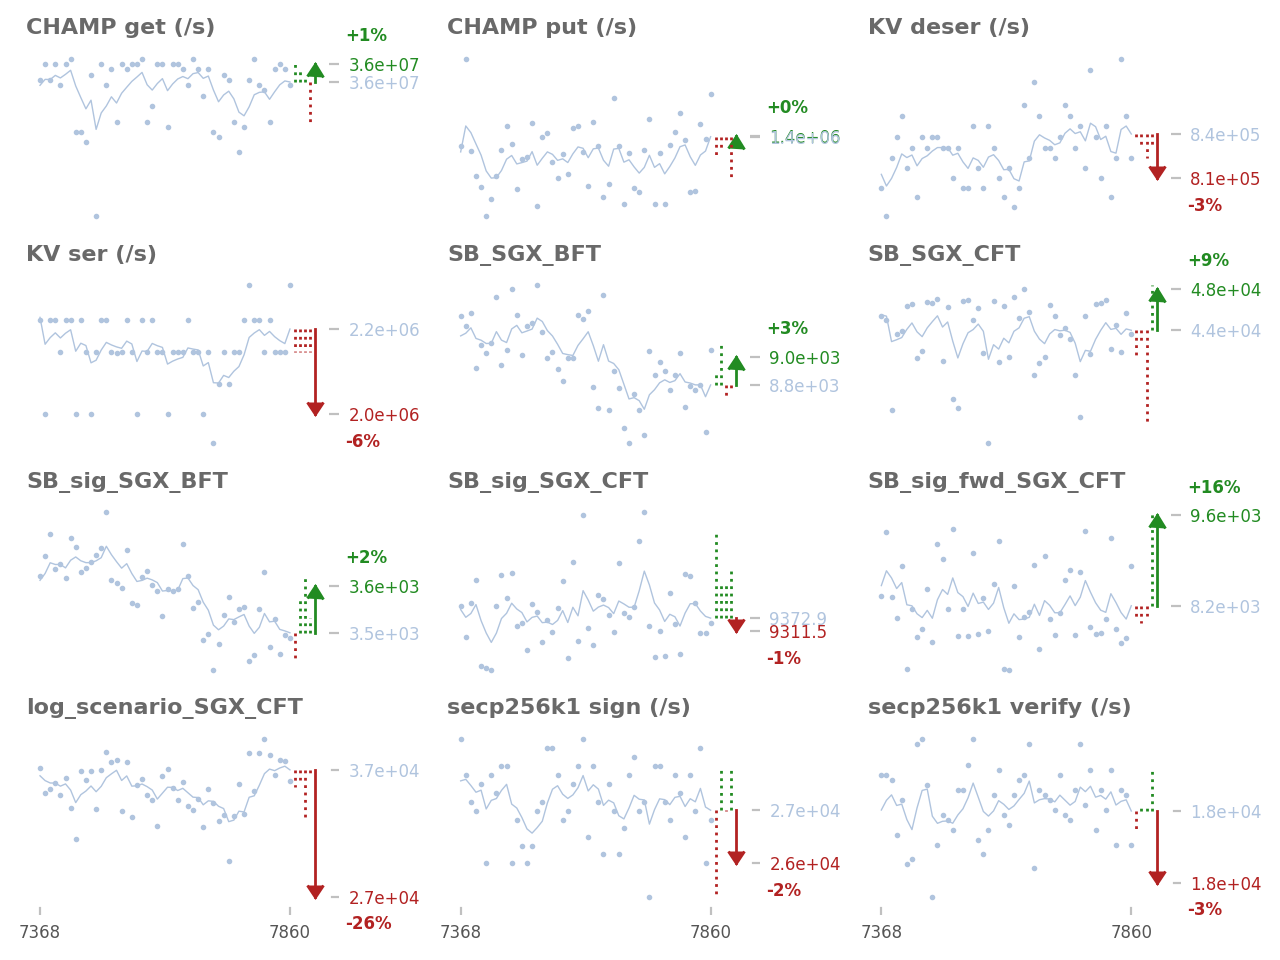 CHAMP get (/s)
+1%
3.6e+07
3.6e+07
CHAMP put (/s)
+0%
1.4e+06
1.4e+06
KV deser (/s)
8.4e+05
8.1e+05
-3%
KV ser (/s)
2.2e+06
2.0e+06
-6%
SB_SGX_BFT
+3%
9.0e+03
8.8e+03
SB_SGX_CFT
+9%
4.8e+04
4.4e+04
SB_sig_SGX_BFT
+2%
3.6e+03
3.5e+03
SB_sig_SGX_CFT
9372.9
9311.5
-1%
SB_sig_fwd_SGX_CFT
+16%
9.6e+03
8.2e+03
log_scenario_SGX_CFT
3.7e+04
2.7e+04
-26%
7368
7860
secp256k1 sign (/s)
2.7e+04
2.6e+04
-2%
7368
7860
secp256k1 verify (/s)
1.8e+04
1.8e+04
-3%
7368
7860